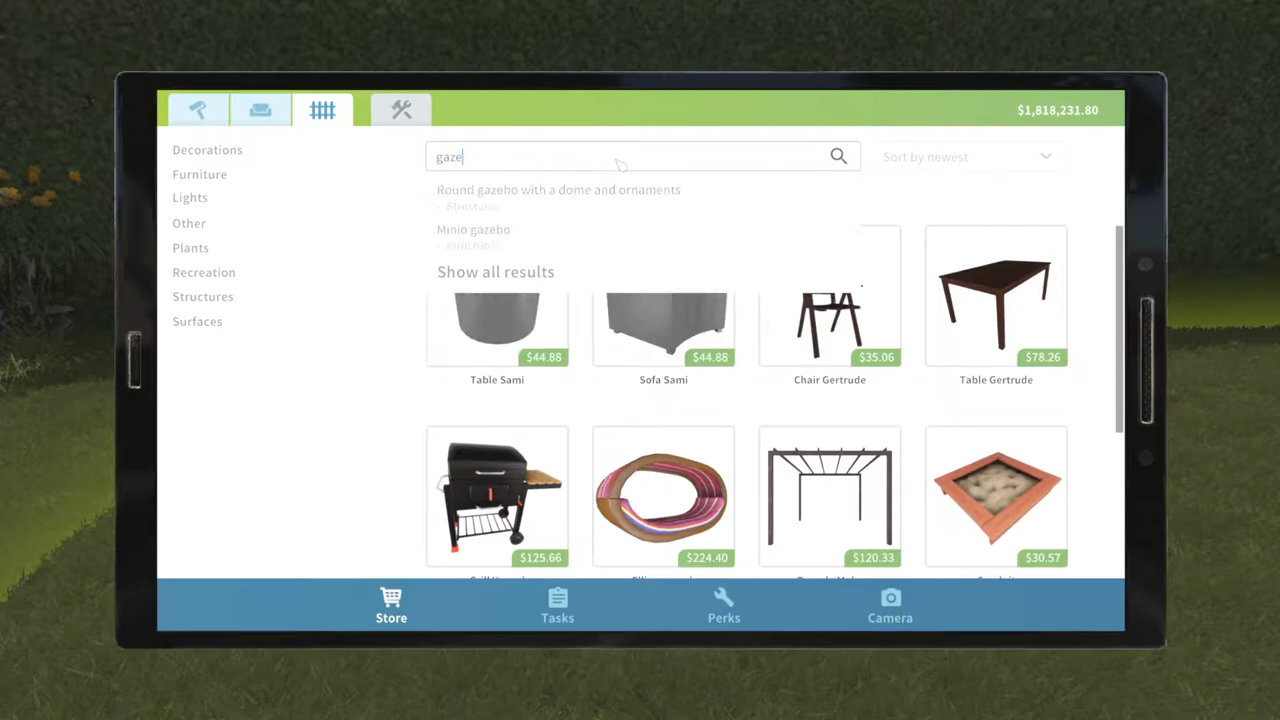 $1,818,231.80
Decorations
Furniture
Lights
Other
Plants
Recreation
Structures
Surfaces
gaze
Sort by newest
Round gazebo with a dome and ornaments
- Structures
Minio gazebo
Show all results
$44.88
$44.88
$35.06
$78.26
Table Sami
Sofa Sami
Chair Gertrude
Table Gertrude
$125.66
$224.40
$120.33
$30.57
Store
Tasks
Perks
Camera